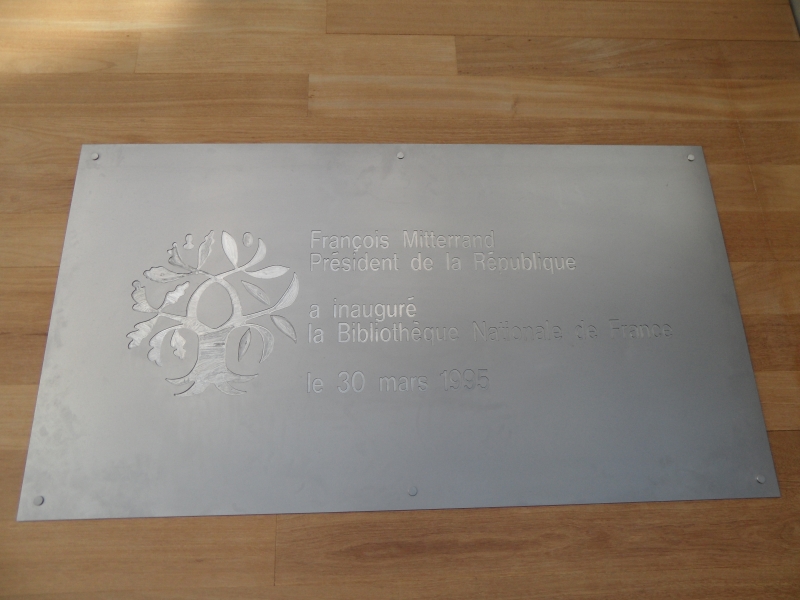 François Mitterrand
Président de la République
a inauguré
la Bibliothèque Nationale de France
le 30 mars 1995